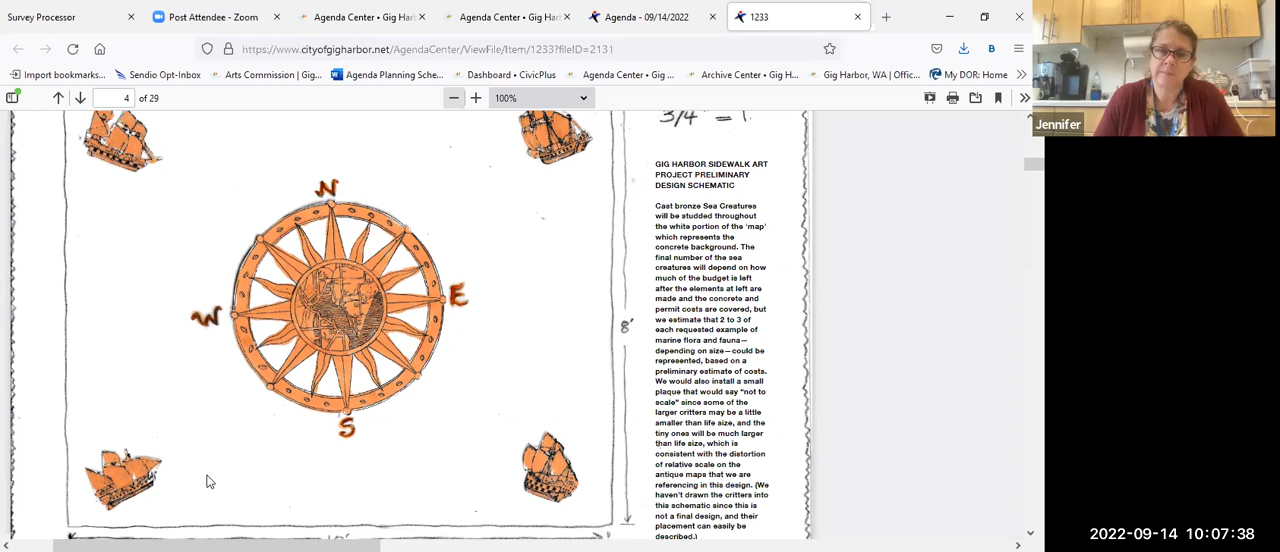 Survey Processor
Post Attendee - Zoom
Agenda Center • Gig Har
Agenda Center • Gig Har
Agenda - 09/14/2022
1233
https://www.cityofgigharbor.net/AgendaCenter/ViewFile/Item/1233?fileID=2131
Import bookmarks...
Sendio Opt-Inbox
Arts Commission | Gig...
Agenda Planning Sche...
Dashboard • CivicPlus
Agenda Center • Gig ...
Archive Center • Gig H...
Gig Harbor, WA | Offic...
My DOR: Home
4 of 29
100%
Jennifer
3/4" = 1'
GIG HARBOR SIDEWALK ART
PROJECT PRELIMINARY
DESIGN SCHEMATIC
Cast bronze Sea Creatures
will be studded throughout
the white portion of the 'map'
which represents the
concrete background. The
final number of the sea
creatures will depend on how
much of the budget is left
after the elements at left are
made and the concrete and
permit costs are covered, but
we estimate that 2 to 3 of
each requested example of
marine flora and fauna—
depending on size—could be
represented, based on a
preliminary estimate of costs.
We would also install a small
plaque that would say "not to
scale" since some of the
larger critters may be a little
smaller than life size, and the
tiny ones will be much larger
than life size, which is
consistent with the distortion
of relative scale on the
antique maps that we are
referencing in this design. (We
haven't drawn the critters into
this schematic since this is
not a final design, and their
placement can easily be
described.)
N
E
W
S
8'
2022-09-14 10:07:38